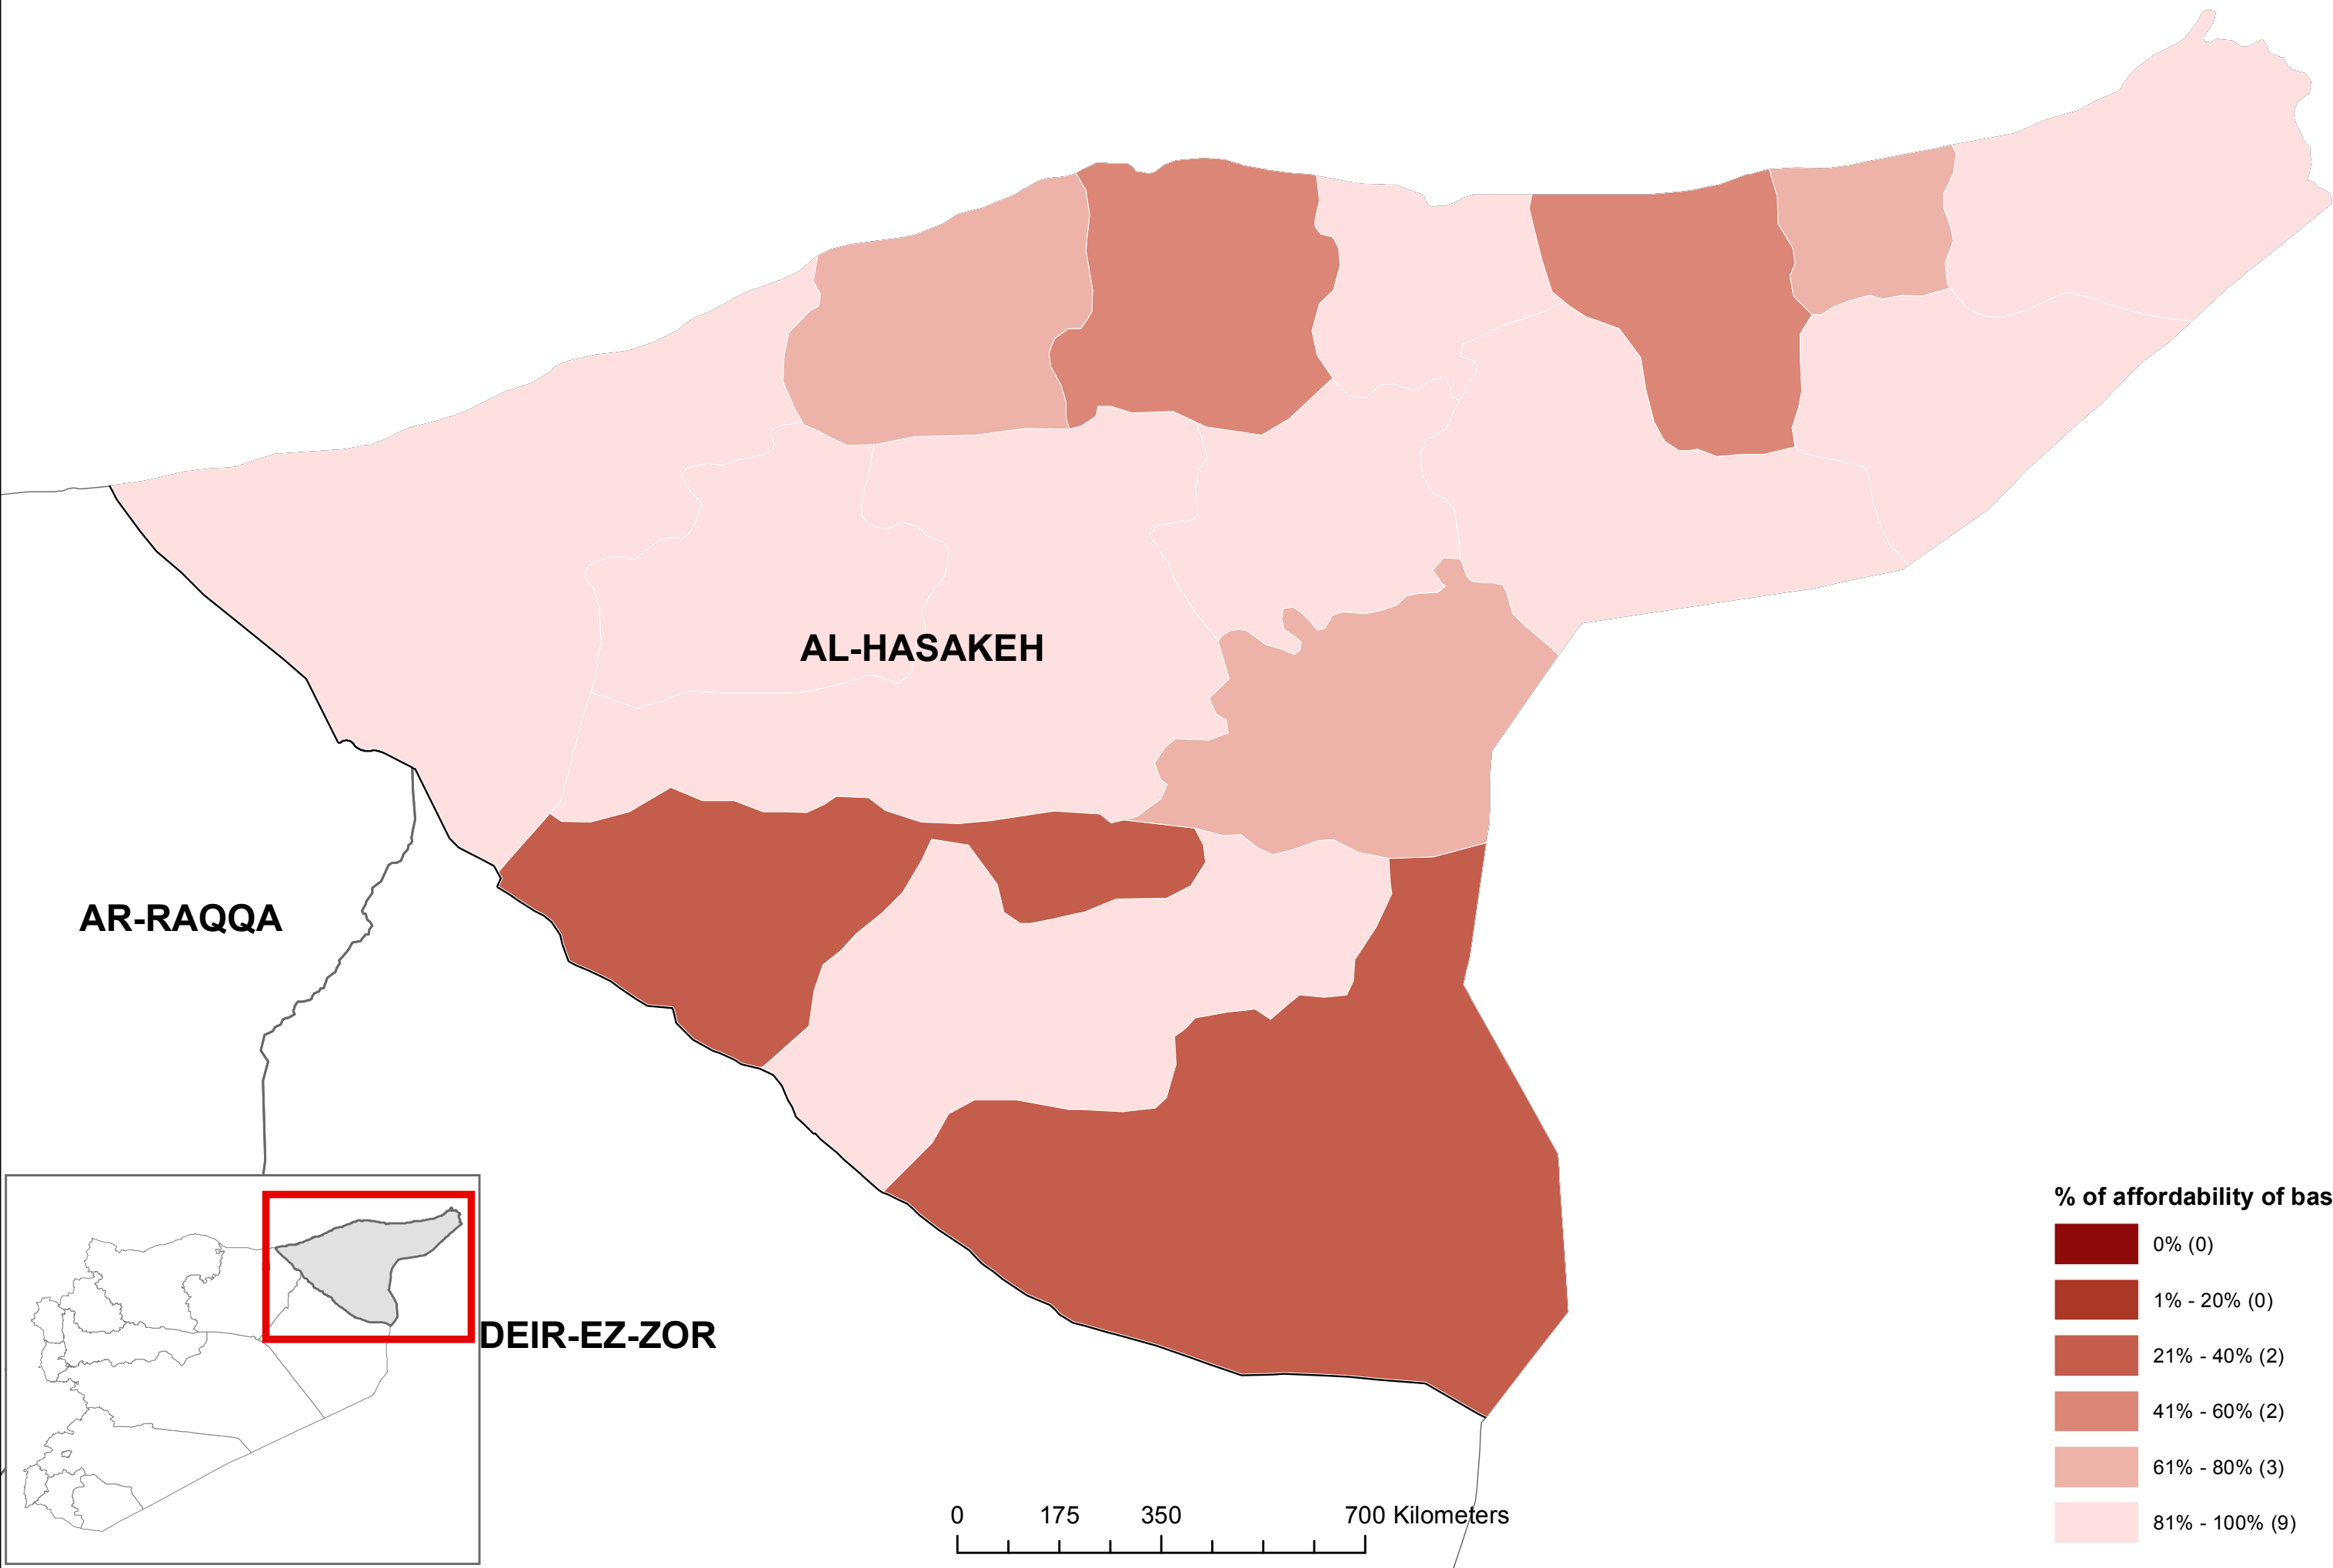 AL-HASAKEH
AR-RAQQA
DEIR-EZ-ZOR
% of affordability of bas
0% (0)
1% - 20% (0)
21% - 40% (2)
41% - 60% (2)
61% - 80% (3)
81% - 100% (9)
0 175 350 700 Kilometers